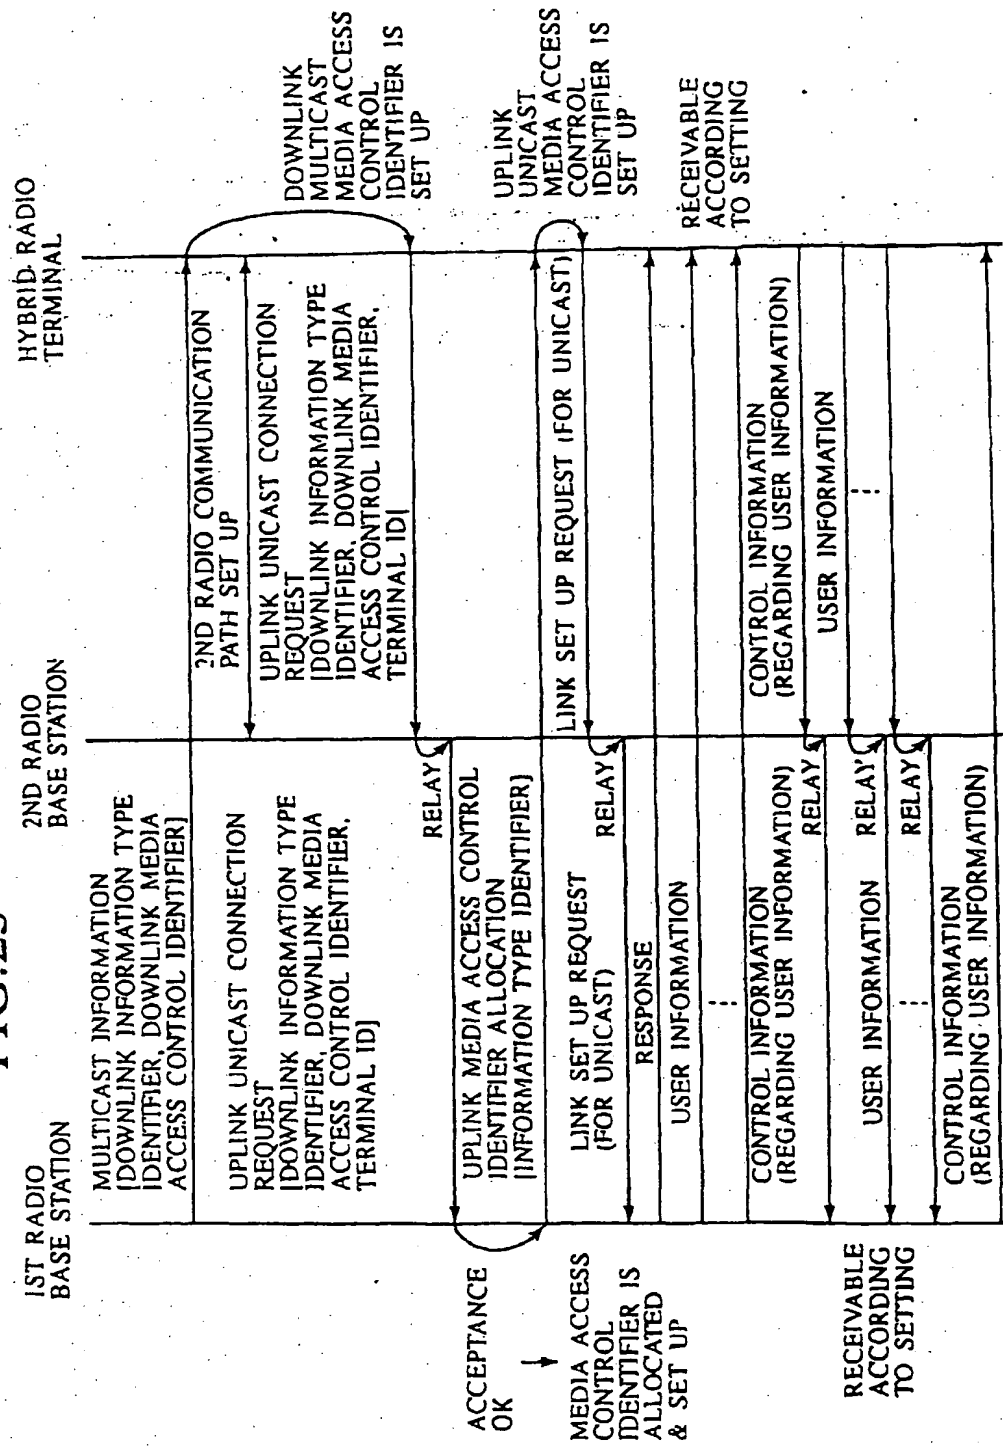 FIG.25
1ST RADIO
BASE STATION
2ND RADIO
BASE STATION
HYBRID RADIO
TERMINAL
MULTICAST INFORMATION
[DOWNLINK INFORMATION TYPE
IDENTIFIER, DOWNLINK MEDIA
ACCESS CONTROL IDENTIFIER]
2ND RADIO COMMUNICATION
PATH SET UP
DOWNLINK
MULTICAST
MEDIA ACCESS
CONTROL
IDENTIFIER IS
SET UP
UPLINK UNICAST CONNECTION
REQUEST
[DOWNLINK INFORMATION TYPE
IDENTIFIER, DOWNLINK MEDIA
ACCESS CONTROL IDENTIFIER,
TERMINAL ID]
UPLINK UNICAST CONNECTION
REQUEST
[DOWNLINK INFORMATION TYPE
IDENTIFIER, DOWNLINK MEDIA
ACCESS CONTROL IDENTIFIER,
TERMINAL ID]
RELAY
ACCEPTANCE
OK
MEDIA ACCESS
CONTROL
IDENTIFIER IS
ALLOCATED
& SET UP
UPLINK MEDIA ACCESS CONTROL
IDENTIFIER ALLOCATION
[INFORMATION TYPE IDENTIFIER]
UPLINK
UNICAST
MEDIA ACCESS
CONTROL
IDENTIFIER IS
SET UP
LINK SET UP REQUEST (FOR UNICAST)
RELAY
LINK SET UP REQUEST
(FOR UNICAST)
RESPONSE
USER INFORMATION
RECEIVABLE
ACCORDING
TO SETTING
CONTROL INFORMATION
(REGARDING USER INFORMATION)
CONTROL INFORMATION
(REGARDING USER INFORMATION)
RELAY
USER INFORMATION
RELAY
USER INFORMATION
RELAY
RECEIVABLE
ACCORDING
TO SETTING
CONTROL INFORMATION
(REGARDING USER INFORMATION)